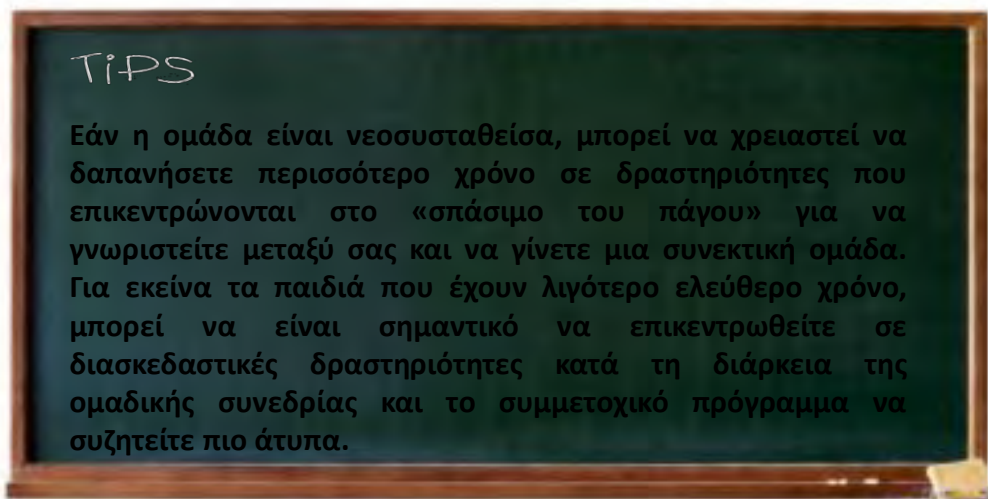 TiPS
Εάν η ομάδα είναι νεοσυσταθείσα, μπορεί να χρειαστεί να
δαπανήσετε περισσότερο χρόνο σε δραστηριότητες που
επικεντρώνονται στο «σπάσιμο του πάγου» για να
γνωριστείτε μεταξύ σας και να γίνετε μια συνεκτική ομάδα.
Για εκείνα τα παιδιά που έχουν λιγότερο ελεύθερο χρόνο,
μπορεί να είναι σημαντικό να επικεντρωθείτε σε
διασκεδαστικές δραστηριότητες κατά τη διάρκεια της
ομαδικής συνεδρίας και το συμμετοχικό πρόγραμμα να
συζητείτε πιο άτυπα.